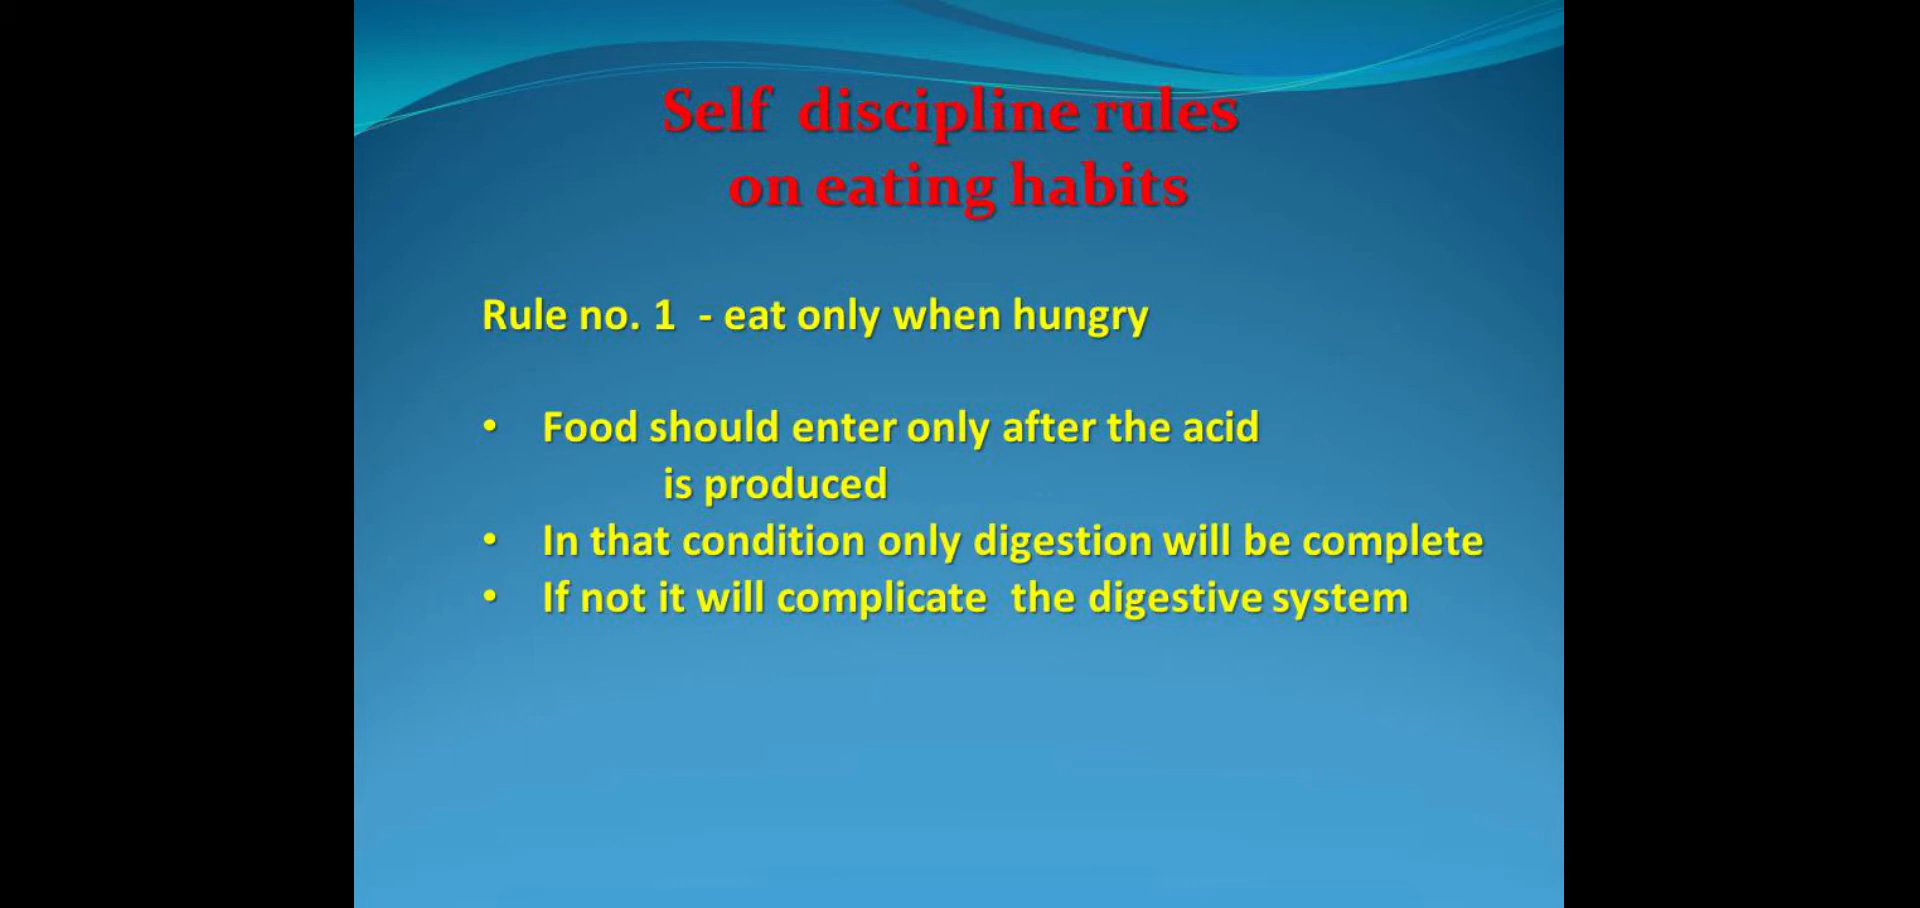 Self discipline rules
on eating habits
Rule no. 1 - eat only when hungry
• Food should enter only after the acid
is produced
• In that condition only digestion will be complete
• If not it will complicate the digestive system